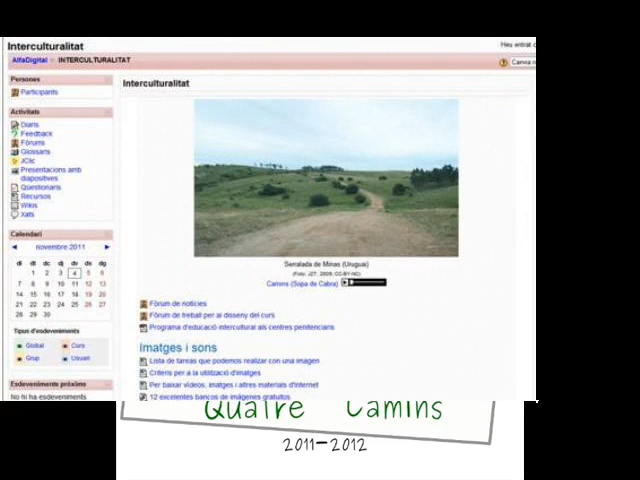 Interculturalitat
Heu entrat c
AlfaDigital » INTERCULTURALITAT
Canvia r
Persones
Participants
Interculturalitat
Activitats
Diaris
Feedback
Fòrums
Glossaris
JClic
Presentacions amb
diapositives
Qüestionaris
Recursos
Wikis
Xats
Calendari
novembre 2011
dl dt dc dj dv ds dg
1 2 3 4 5 6
7 8 9 10 11 12 13
14 15 16 17 18 19 20
21 22 23 24 25 26 27
28 29 30
Tipus d'esdeveniments
Global Curs
Grup Usuari
Esdeveniments pròxims
No hi ha esdeveniments
Serralada de Minas (Uruguai)
(Foto: J27, 2009, CC-BY-NC)
Camins (Sopa de Cabra)
Fòrum de notícies
Fòrum de treball per al disseny del curs
Programa d'educació intercultural als centres penitenciaris
Imatges i sons
Lista de tareas que podemos realizar con una imagen
Criteris per a la utilització d'imatges
Per baixar vídeos, imatges i altres materials d'internet
12 excelentes bancos de imágenes gratuitos
Quatre Camins
2011-2012